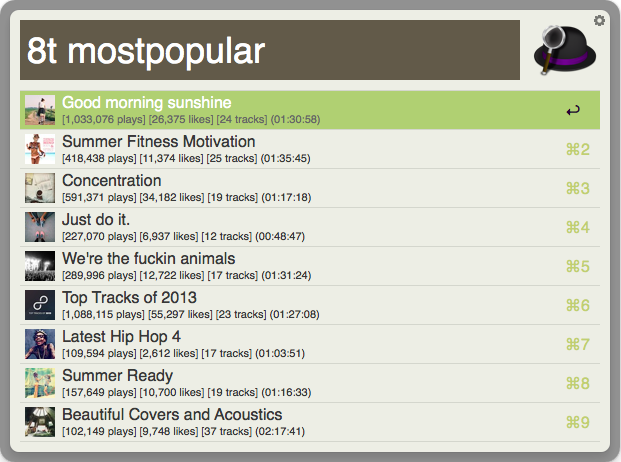 8t mostpopular
Good morning sunshine
[1,033,076 plays] [26,375 likes] [24 tracks] (01:30:58)
Summer Fitness Motivation
[418,438 plays] [11,374 likes] [25 tracks] (01:35:45)
⌘2
Concentration
[591,371 plays] [34,182 likes] [19 tracks] (01:17:18)
⌘3
Just do it.
[227,070 plays] [6,937 likes] [12 tracks] (00:48:47)
⌘4
We're the fuckin animals
[289,996 plays] [12,722 likes] [17 tracks] (01:31:24)
⌘5
Top Tracks of 2013
[1,088,115 plays] [55,297 likes] [23 tracks] (01:27:08)
⌘6
Latest Hip Hop 4
[109,594 plays] [2,612 likes] [17 tracks] (01:03:51)
⌘7
Summer Ready
[157,649 plays] [10,700 likes] [19 tracks] (01:16:33)
⌘8
Beautiful Covers and Acoustics
[102,149 plays] [9,748 likes] [37 tracks] (02:17:41)
⌘9